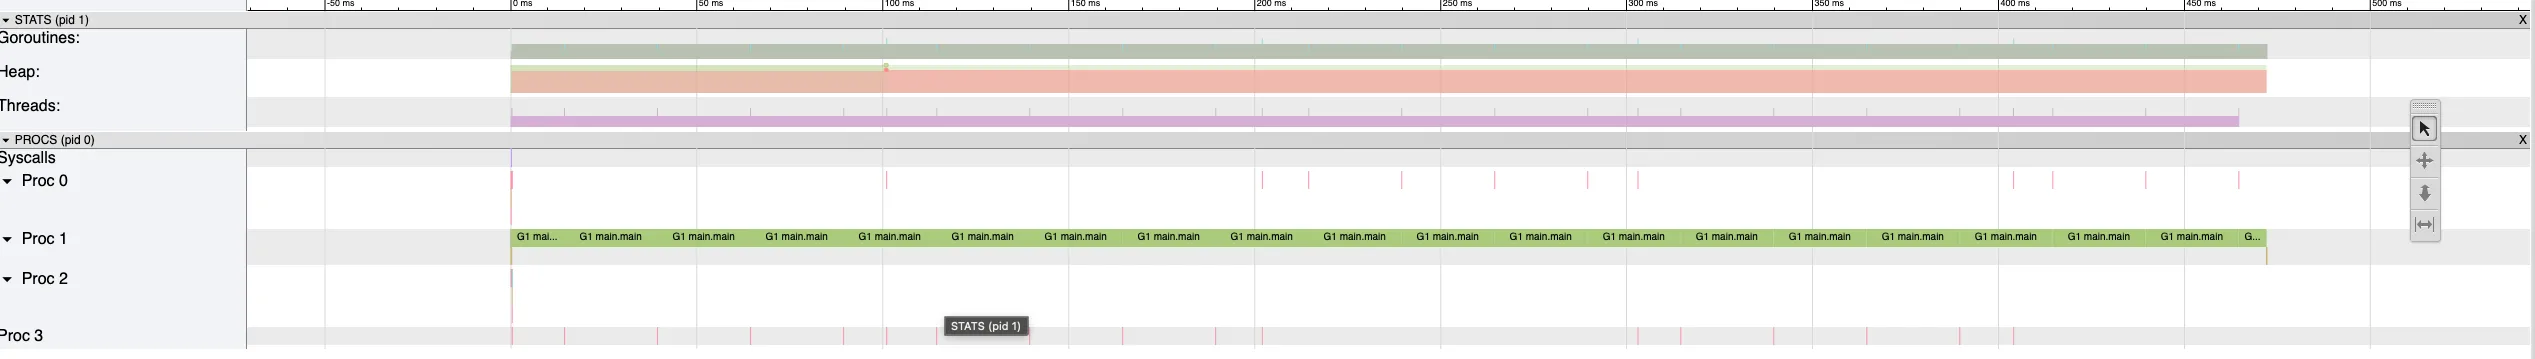 -50 ms 0 ms 50 ms 100 ms 150 ms 200 ms 250 ms 300 ms 350 ms 400 ms 450 ms 500 ms
STATS (pid 1) X
Goroutines:
Heap:
Threads:
PROCS (pid 0) X
Syscalls
Proc 0
Proc 1 G1 mai... G1 main.main G1 main.main G1 main.main G1 main.main G1 main.main G1 main.main G1 main.main G1 main.main G1 main.main G1 main.main G1 main.main G1 main.main G1 main.main G1 main.main G1 main.main G1 main.main G1 main.main G1 main.main G...
Proc 2
STATS (pid 1)
Proc 3